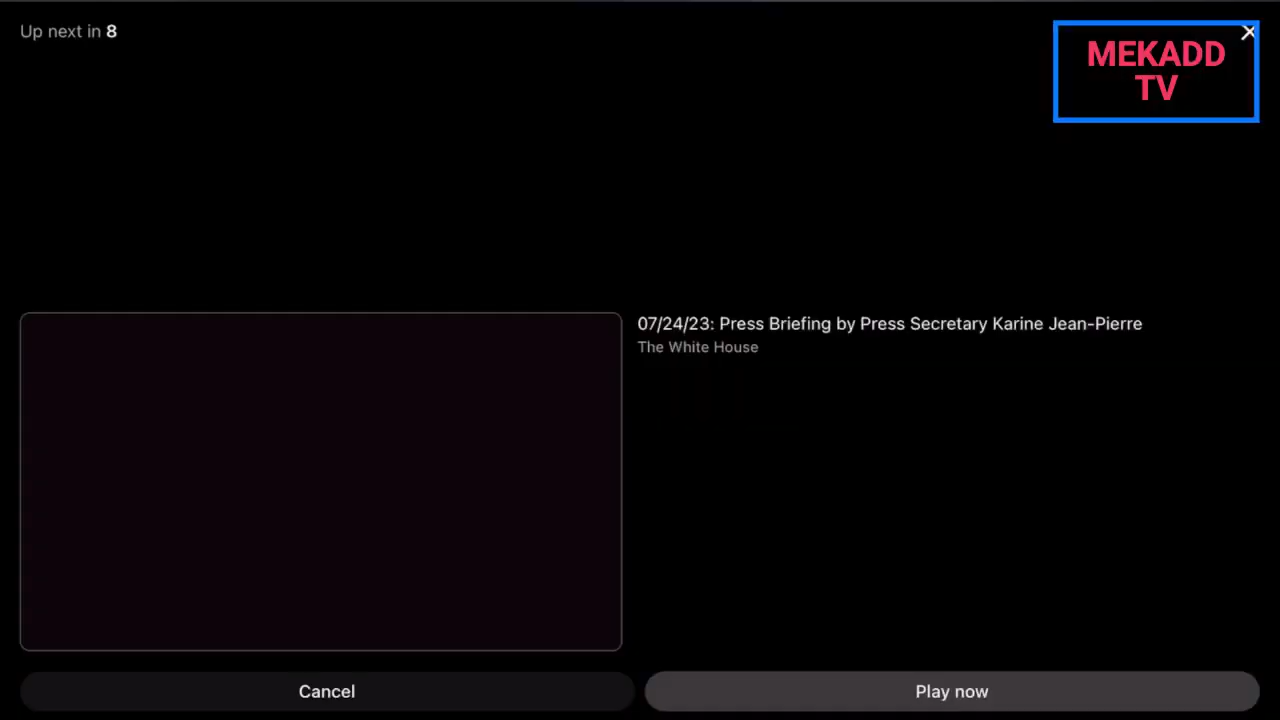 Up next in 8
MEKADD
TV
07/24/23: Press Briefing by Press Secretary Karine Jean-Pierre
The White House
Cancel
Play now